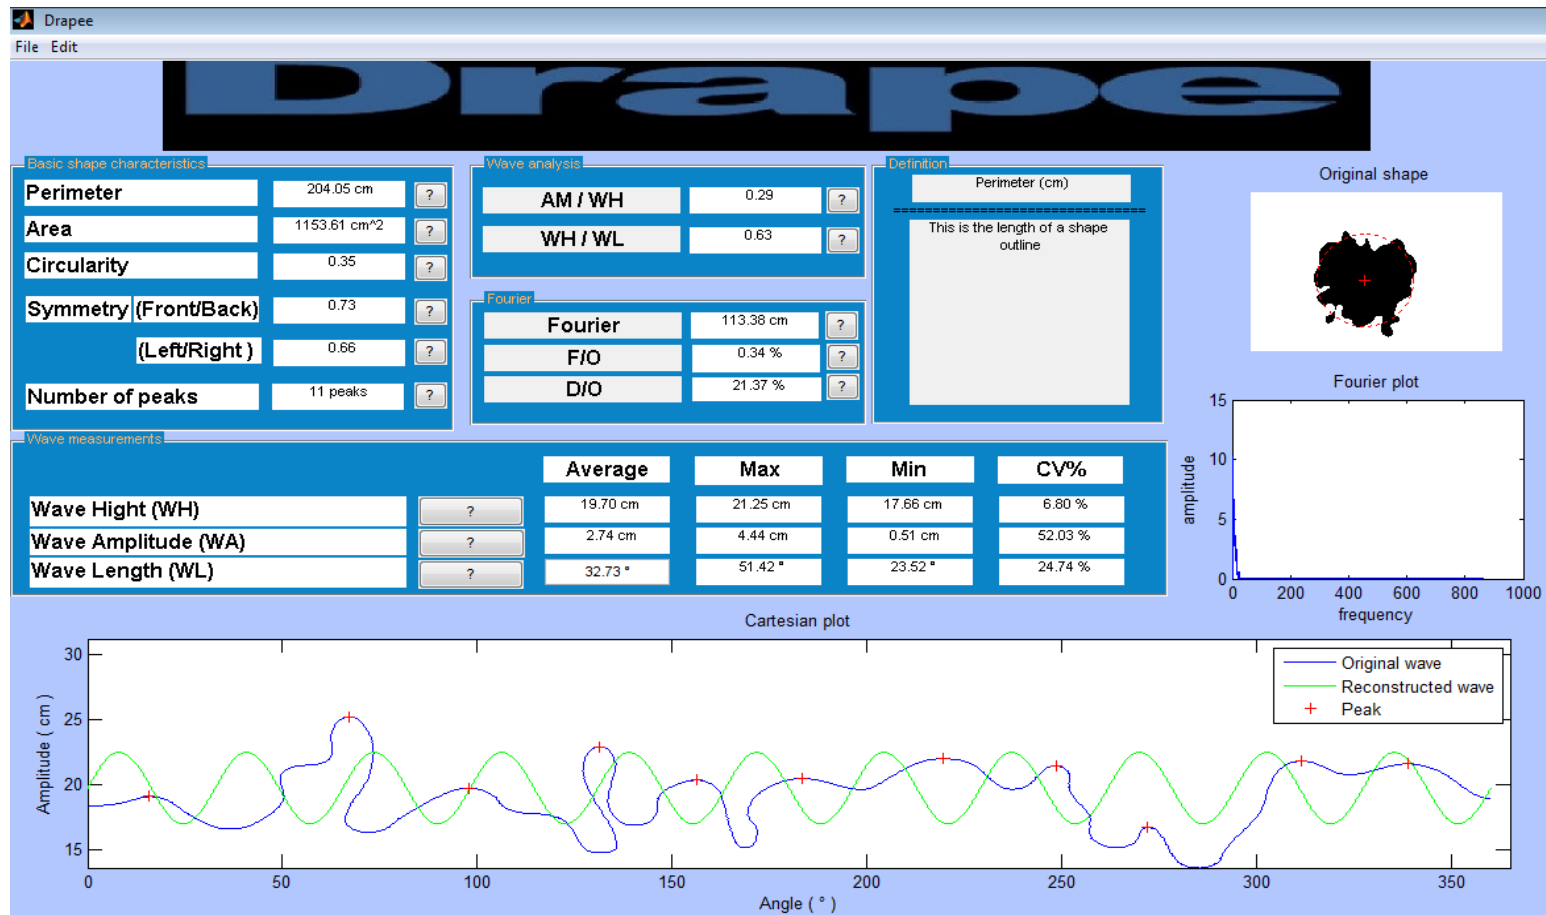 Drapee
File Edit
Drape
Basic shape characteristics
Perimeter 204.05 cm ?
Area 1153.61 cm^2 ?
Circularity 0.35 ?
Symmetry (Front/Back) 0.73 ?
(Left/Right ) 0.66 ?
Number of peaks 11 peaks ?
Wave analysis
AM / WH 0.29 ?
WH / WL 0.63 ?
Fourier
Fourier 113.38 cm ?
F/O 0.34 % ?
D/O 21.37 % ?
Definition
Perimeter (cm)
================================
This is the length of a shape
outline
Original shape
Fourier plot
15
10
5
0
amplitude
0 200 400 600 800 1000
frequency
Wave measurements
Average Max Min CV%
Wave Hight (WH) ? 19.70 cm 21.25 cm 17.66 cm 6.80 %
Wave Amplitude (WA) ? 2.74 cm 4.44 cm 0.51 cm 52.03 %
Wave Length (WL) ? 32.73 ° 51.42 ° 23.52 ° 24.74 %
Cartesian plot
Original wave
Reconstructed wave
Peak
30
25
20
15
Amplitude ( cm )
0 50 100 150 200 250 300 350
Angle ( ° )